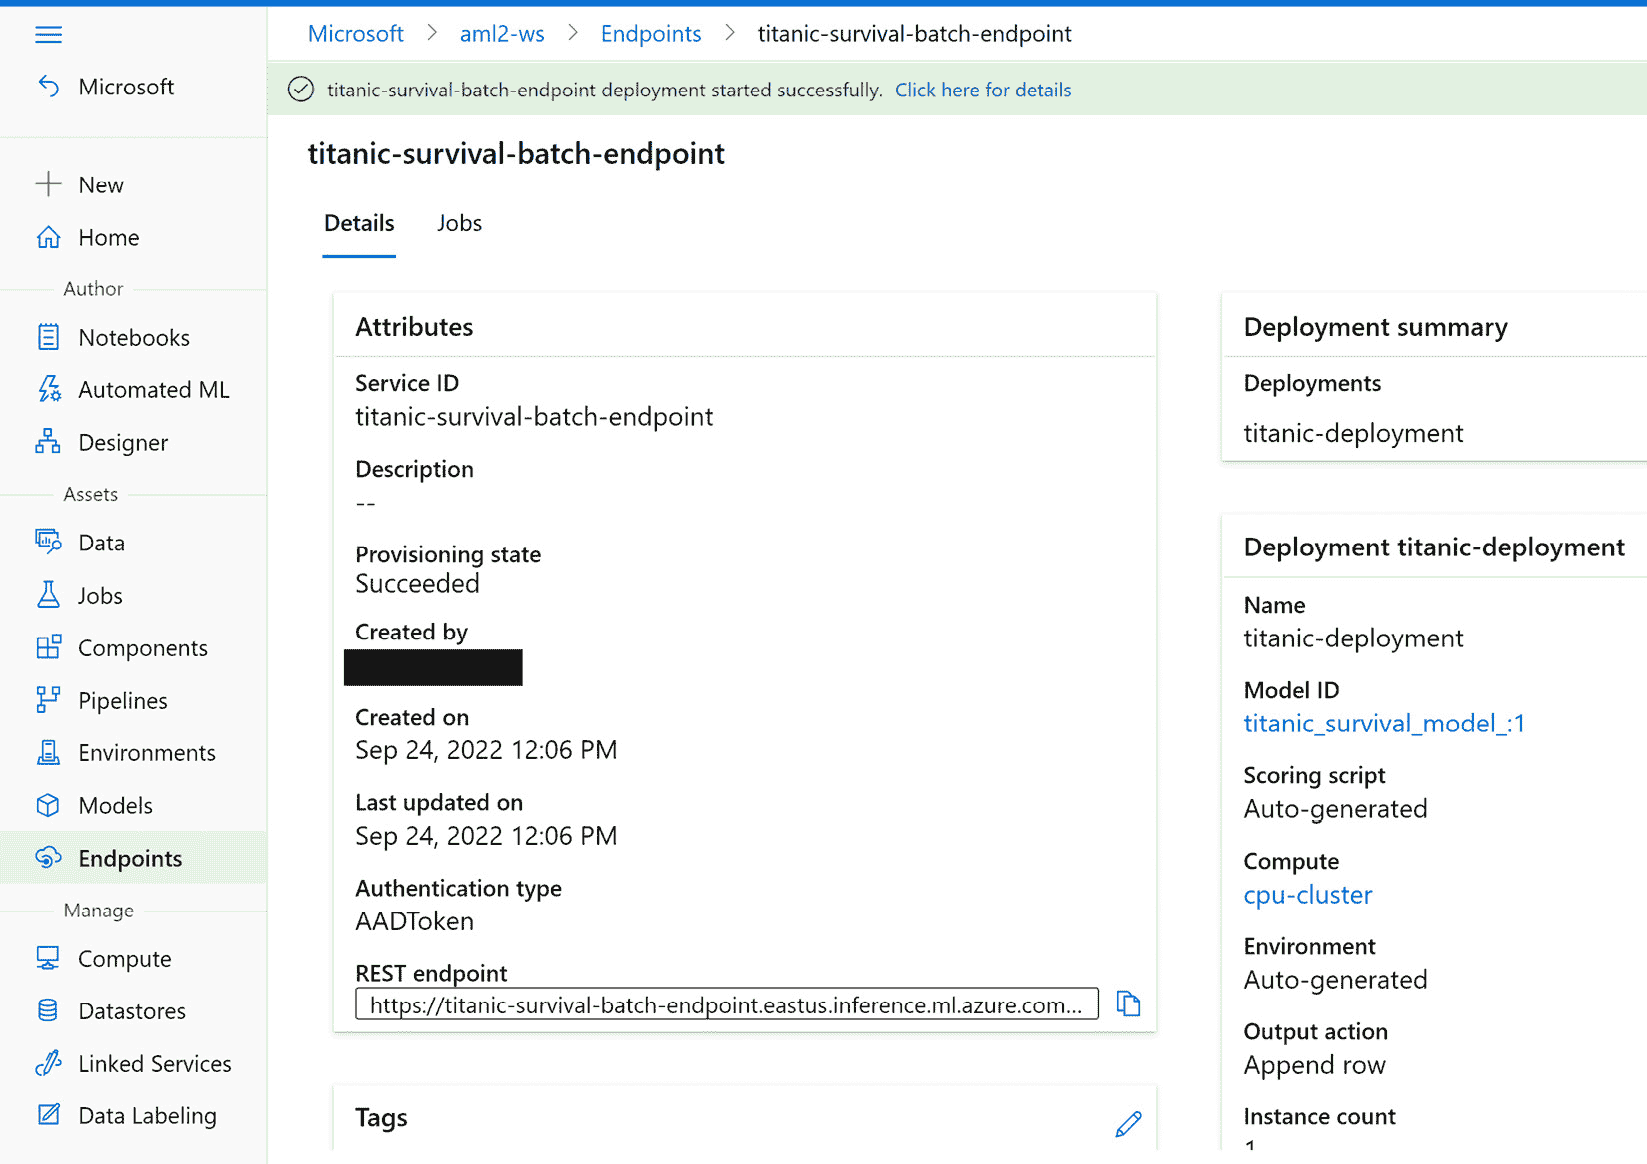 Microsoft > aml2-ws > Endpoints > titanic-survival-batch-endpoint
Microsoft
titanic-survival-batch-endpoint deployment started successfully. Click here for details
titanic-survival-batch-endpoint
New
Home
Author
Notebooks
Automated ML
Designer
Assets
Data
Jobs
Components
Pipelines
Environments
Models
Endpoints
Manage
Compute
Datastores
Linked Services
Data Labeling
Details Jobs
Attributes
Service ID
titanic-survival-batch-endpoint
Description
--
Provisioning state
Succeeded
Created by
Created on
Sep 24, 2022 12:06 PM
Last updated on
Sep 24, 2022 12:06 PM
Authentication type
AADToken
REST endpoint
https://titanic-survival-batch-endpoint.eastus.inference.ml.azure.com...
Tags
Deployment summary
Deployments
titanic-deployment
Deployment titanic-deployment
Name
titanic-deployment
Model ID
titanic_survival_model_:1
Scoring script
Auto-generated
Compute
cpu-cluster
Environment
Auto-generated
Output action
Append row
Instance count
1